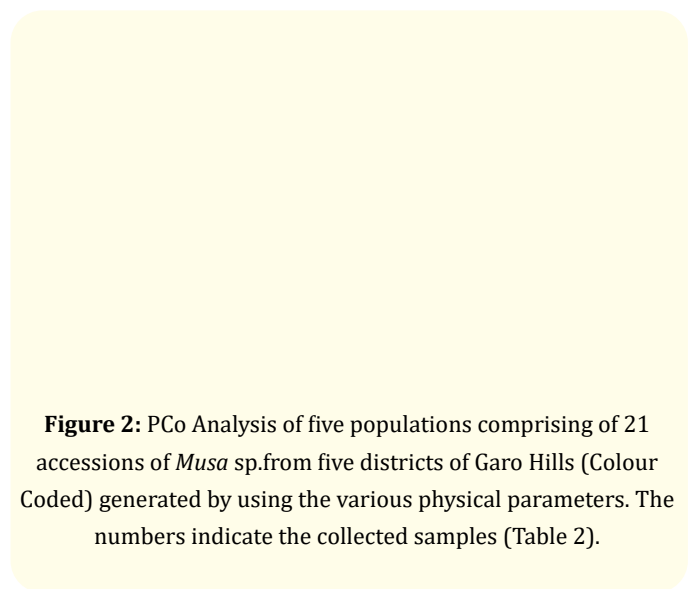 Figure 2: PCo Analysis of five populations comprising of 21
accessions of Musa sp.from five districts of Garo Hills (Colour
Coded) generated by using the various physical parameters. The
numbers indicate the collected samples (Table 2).